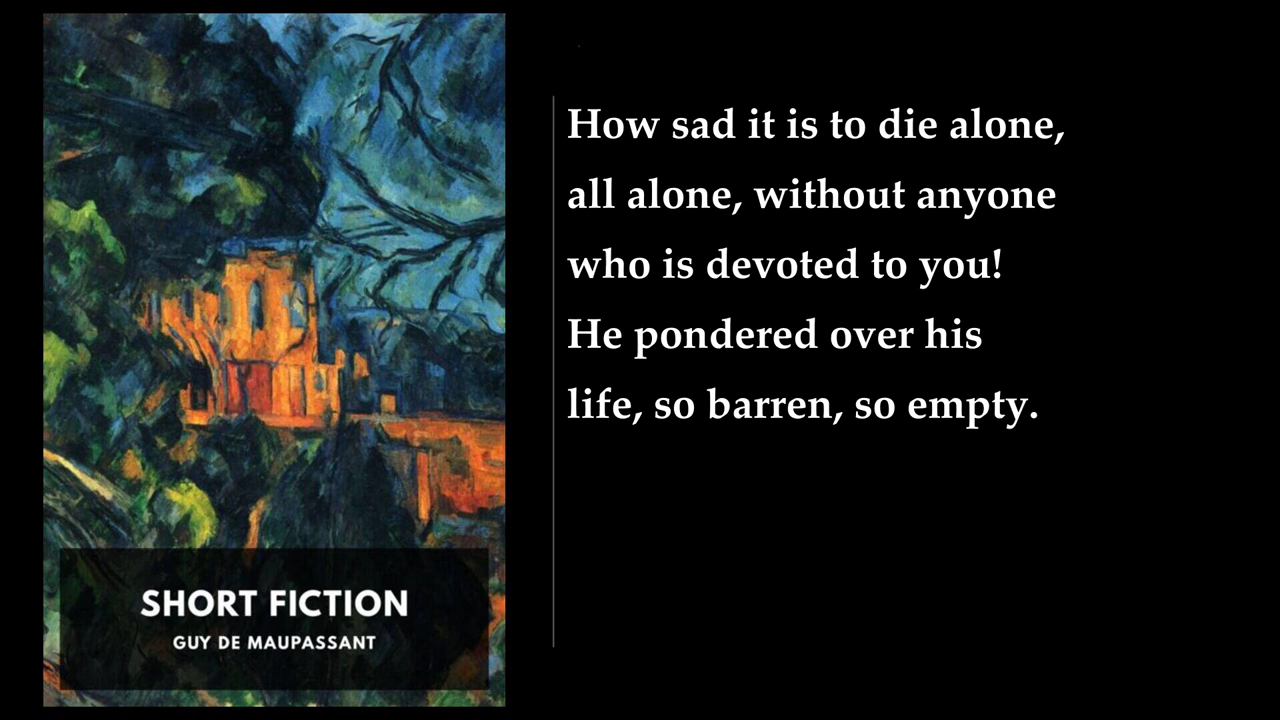 SHORT FICTION
GUY DE MAUPASSANT
How sad it is to die alone,
all alone, without anyone
who is devoted to you!
He pondered over his
life, so barren, so empty.